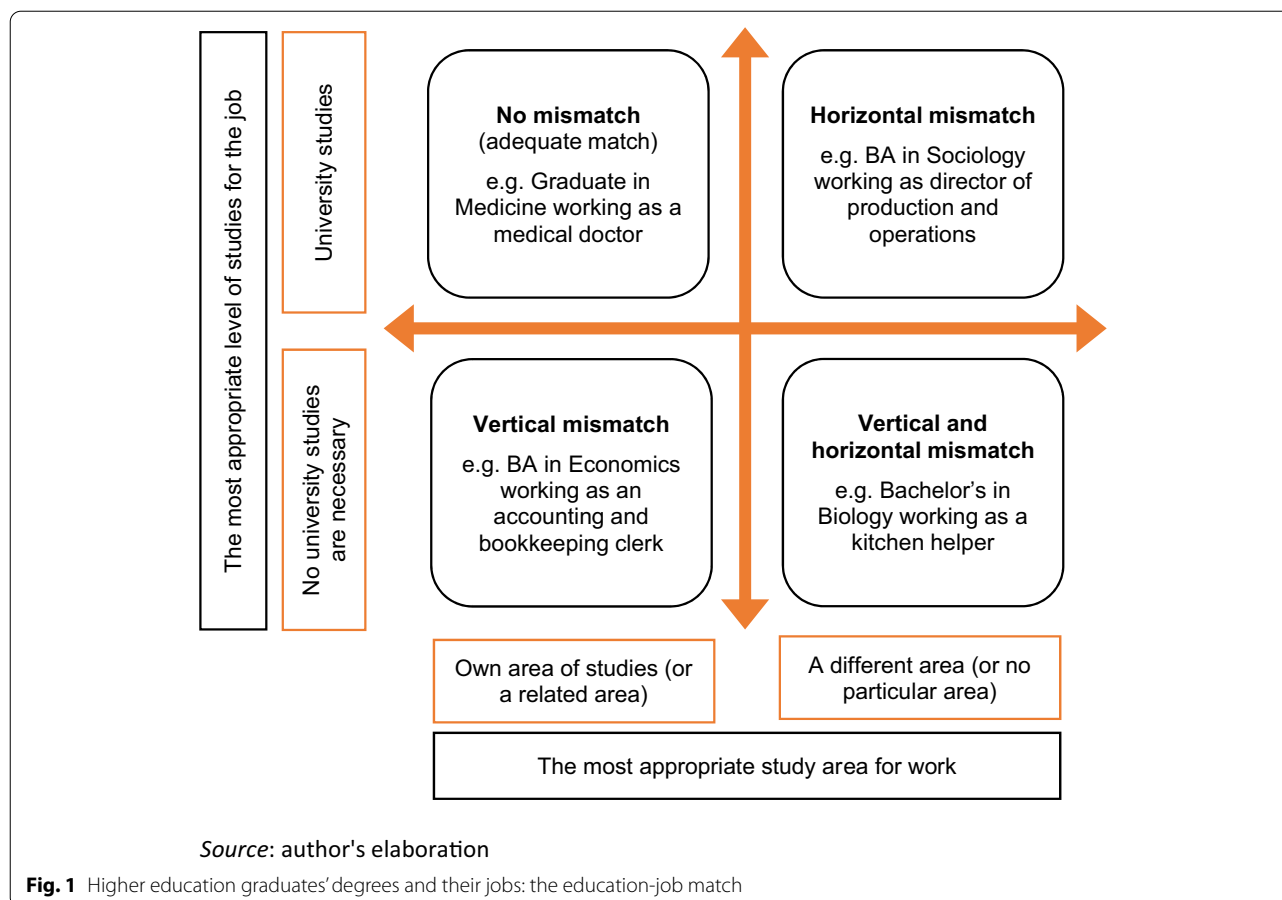 The most appropriate level of studies for the job
University studies
No university studies
are necessary
No mismatch
(adequate match)
e.g. Graduate in
Medicine working as a
medical doctor
Horizontal mismatch
e.g. BA in Sociology
working as director of
production and
operations
Vertical mismatch
e.g. BA in Economics
working as an
accounting and
bookkeeping clerk
Vertical and
horizontal mismatch
e.g. Bachelor's in
Biology working as a
kitchen helper
Own area of studies (or
a related area)
A different area (or no
particular area)
The most appropriate study area for work
Source: author's elaboration
Fig. 1 Higher education graduates' degrees and their jobs: the education-job match